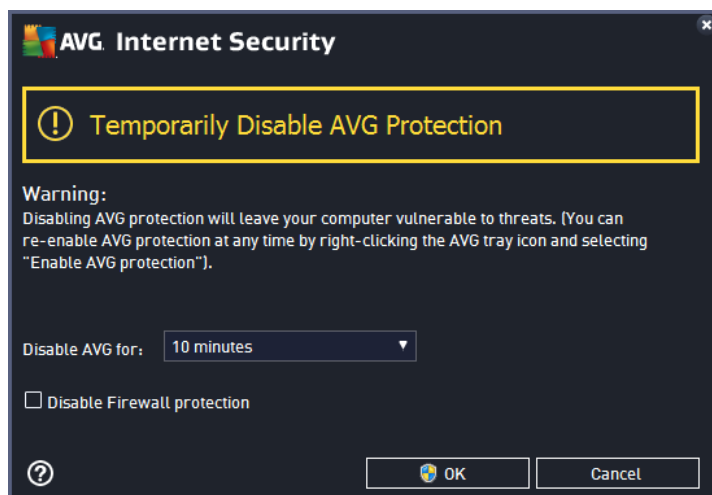 AVG. Internet Security
Temporarily Disable AVG Protection
Warning:
Disabling AVG protection will leave your computer vulnerable to threats. (You can
re-enable AVG protection at any time by right-clicking the AVG tray icon and selecting
"Enable AVG protection").
Disable AVG for: 10 minutes
Disable Firewall protection
OK Cancel